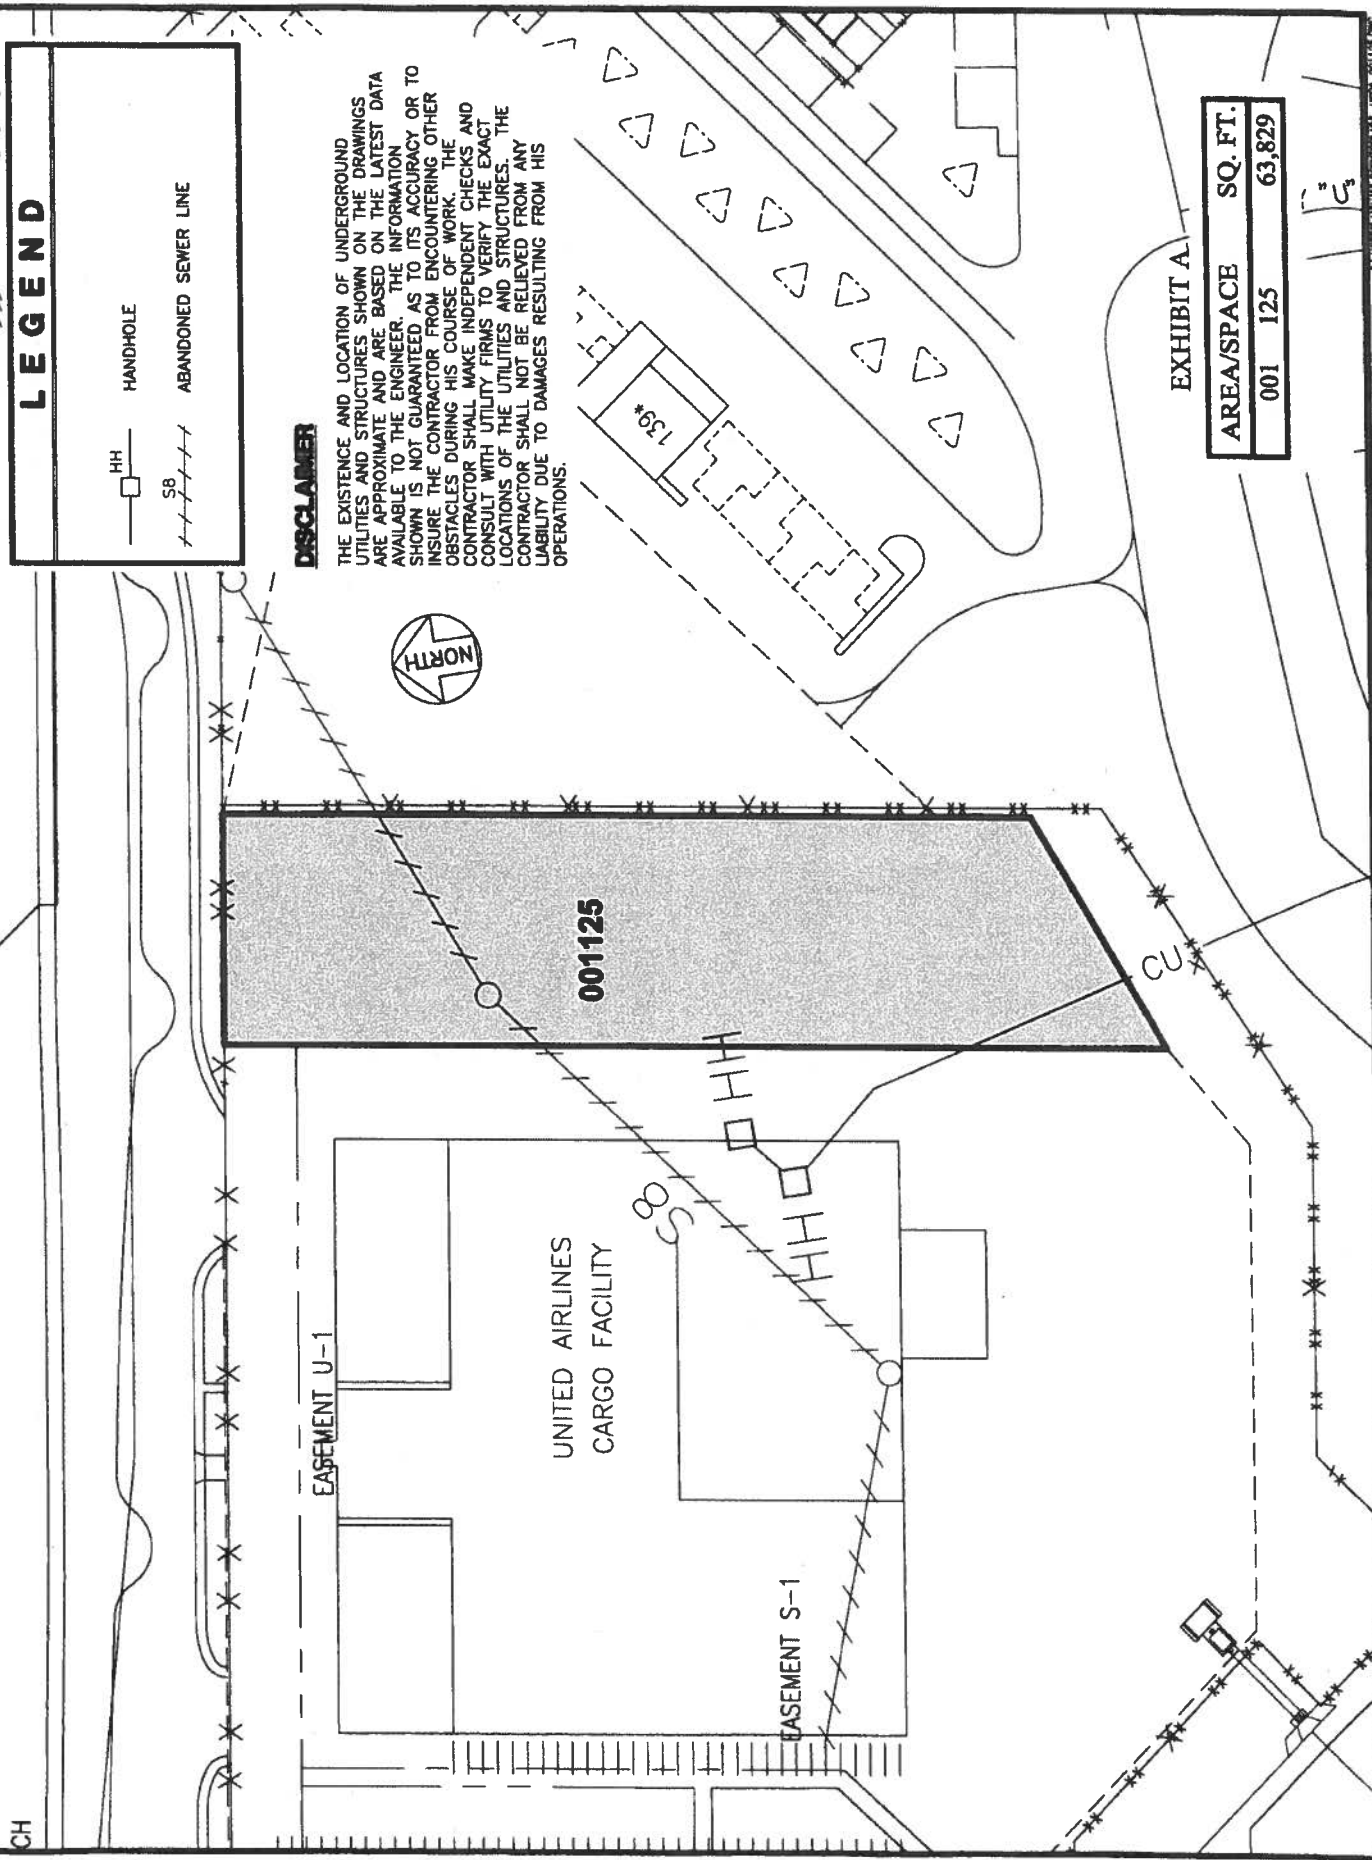 LEGEND
HH
HANDHOLE
S8
ABANDONED SEWER LINE
DISCLAIMER
THE EXISTENCE AND LOCATION OF UNDERGROUND
UTILITIES AND STRUCTURES SHOWN ON THE DRAWINGS
ARE APPROXIMATE AND ARE BASED ON THE LATEST DATA
AVAILABLE TO THE ENGINEER. THE INFORMATION
SHOWN IS NOT GUARANTEED AS TO ITS ACCURACY OR TO
INSURE THE CONTRACTOR FROM ENCOUNTERING OTHER
OBSTACLES DURING HIS COURSE OF WORK. THE
CONTRACTOR SHALL MAKE INDEPENDENT CHECKS AND
CONSULT WITH UTILITY FIRMS TO VERIFY THE EXACT
LOCATIONS OF THE UTILITIES AND STRUCTURES. THE
CONTRACTOR SHALL NOT BE RELIEVED FROM ANY
LIABILITY DUE TO DAMAGES RESULTING FROM HIS
OPERATIONS.
NORTH
139*
CH
001125
EASEMENT U-1
UNITED AIRLINES
CARGO FACILITY
S8
HH
HH
CU
EASEMENT S-1
EXHIBIT A
AREA/SPACE SQ. FT.
001 125 63,829